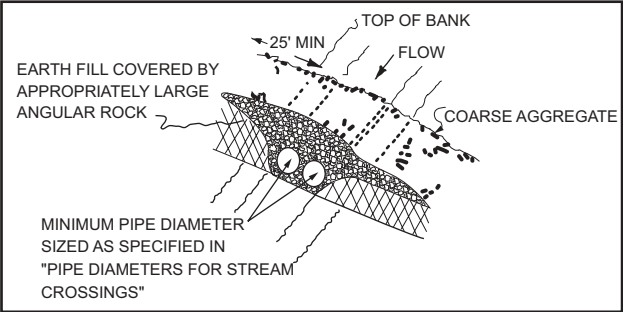 TOP OF BANK
25' MIN
FLOW
EARTH FILL COVERED BY
APPROPRIATELY LARGE
ANGULAR ROCK
COARSE AGGREGATE
MINIMUM PIPE DIAMETER
SIZED AS SPECIFIED IN
"PIPE DIAMETERS FOR STREAM
CROSSINGS"